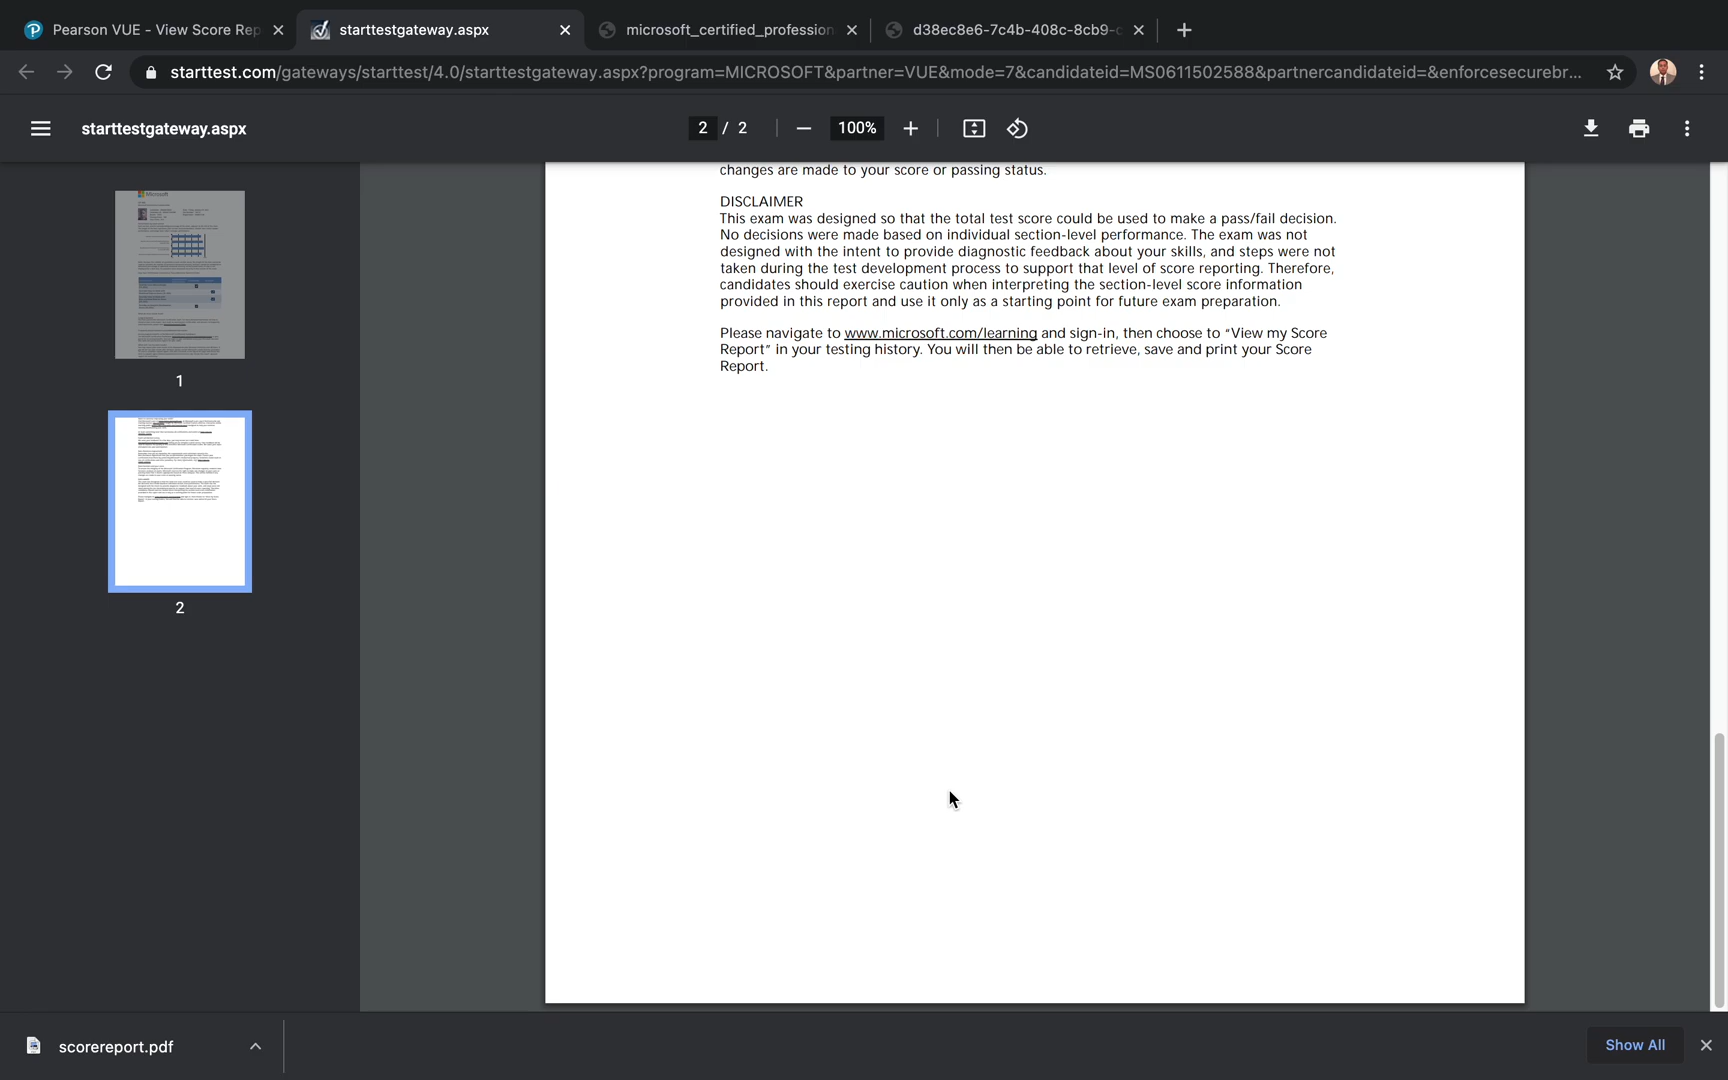 Pearson VUE - View Score Rep
starttestgateway.aspx
microsoft_certified_profession
d38ec8e6-7c4b-408c-8cb9-c
starttest.com/gateways/starttest/4.0/starttestgateway.aspx?program=MICROSOFT&partner=VUE&mode=7&candidateid=MS0611502588&partnercandidateid=&enforcesecurebr...
starttestgateway.aspx
2 / 2
100%
changes are made to your score or passing status.
DISCLAIMER
This exam was designed so that the total test score could be used to make a pass/fail decision.
No decisions were made based on individual section-level performance. The exam was not
designed with the intent to provide diagnostic feedback about your skills, and steps were not
taken during the test development process to support that level of score reporting. Therefore,
candidates should exercise caution when interpreting the section-level score information
provided in this report and use it only as a starting point for future exam preparation.
Please navigate to www.microsoft.com/learning and sign-in, then choose to "View my Score
Report" in your testing history. You will then be able to retrieve, save and print your Score
Report.
Microsoft
1
2
scorereport.pdf
Show All